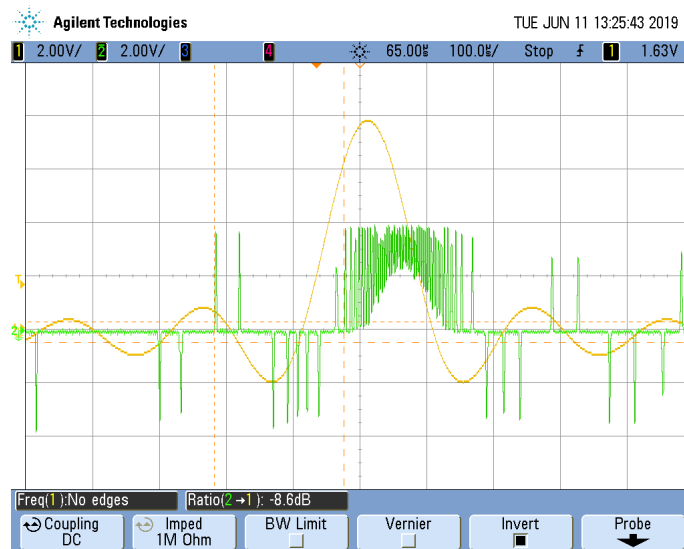 Agilent Technologies TUE JUN 11 13:25:43 2019
1 2.00V/ 2 2.00V/ 3 4 65.00us 100.0us/ Stop 1 1.63V
T
2
Freq(1):No edges Ratio(2→1): -8.6dB
Coupling Imped BW Limit Vernier Invert Probe
DC 1M Ohm